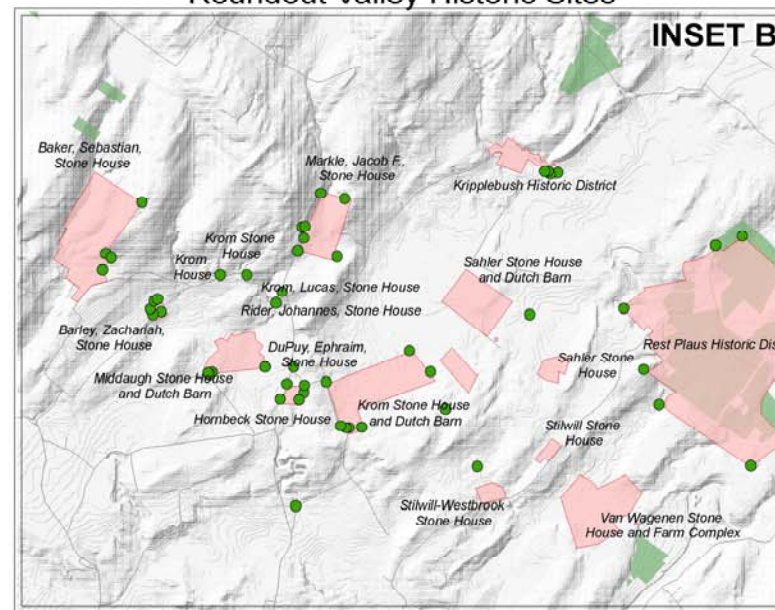 Rondout Valley Historic Sites
INSET B
Baker, Sebastian,
Stone House
Markle, Jacob F.,
Stone House
Kripplebush Historic District
Krom Stone
House
Krom
House
Sahler Stone House
and Dutch Barn
Krom, Lucas, Stone House
Rider, Johannes, Stone House
Barley, Zachariah,
Stone House
DuPuy, Ephraim,
Stone House
Rest Plaus Historic Dis
Sahler Stone
House
Middaugh Stone House
and Dutch Barn
Krom Stone House
and Dutch Barn
Hornbeck Stone House
Stilwill Stone
House
Stilwill-Westbrook
Stone House
Van Wagenen Stone
House and Farm Complex